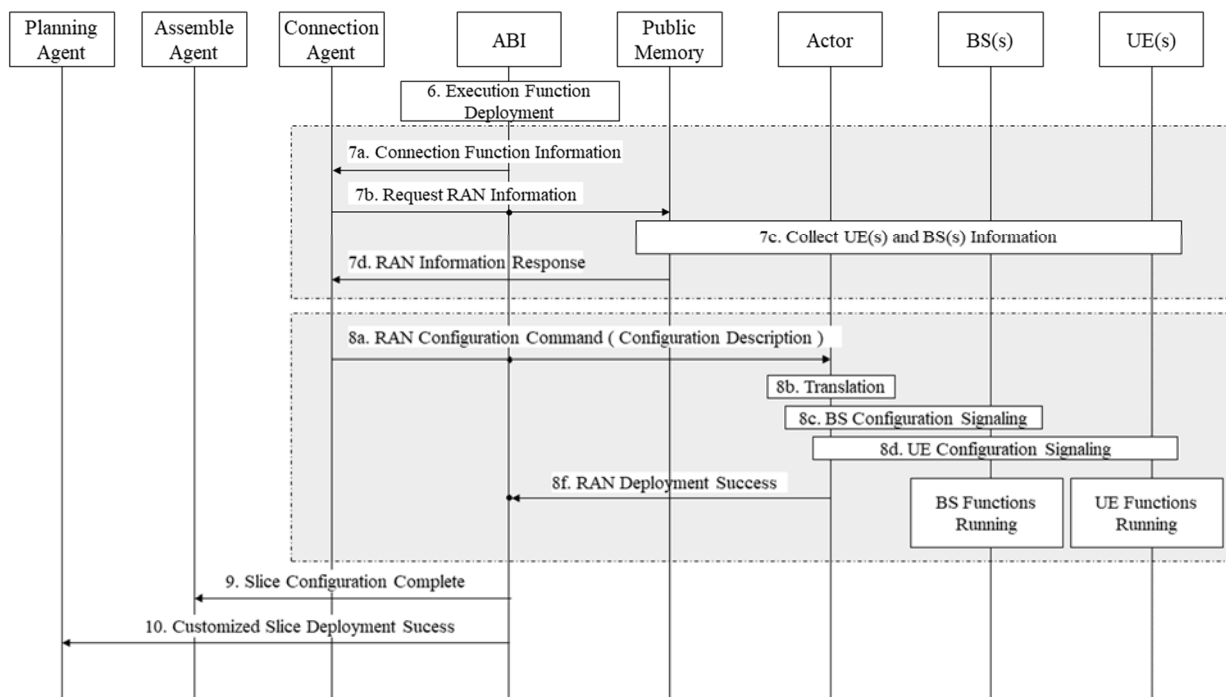 Planning
Agent
Assemble
Agent
Connection
Agent
ABI
Public
Memory
Actor
BS(s)
UE(s)
6. Execution Function
Deployment
7a. Connection Function Information
7b. Request RAN Information
7c. Collect UE(s) and BS(s) Information
7d. RAN Information Response
8a. RAN Configuration Command ( Configuration Description )
8b. Translation
8c. BS Configuration Signaling
8d. UE Configuration Signaling
8f. RAN Deployment Success
BS Functions
Running
UE Functions
Running
9. Slice Configuration Complete
10. Customized Slice Deployment Sucess